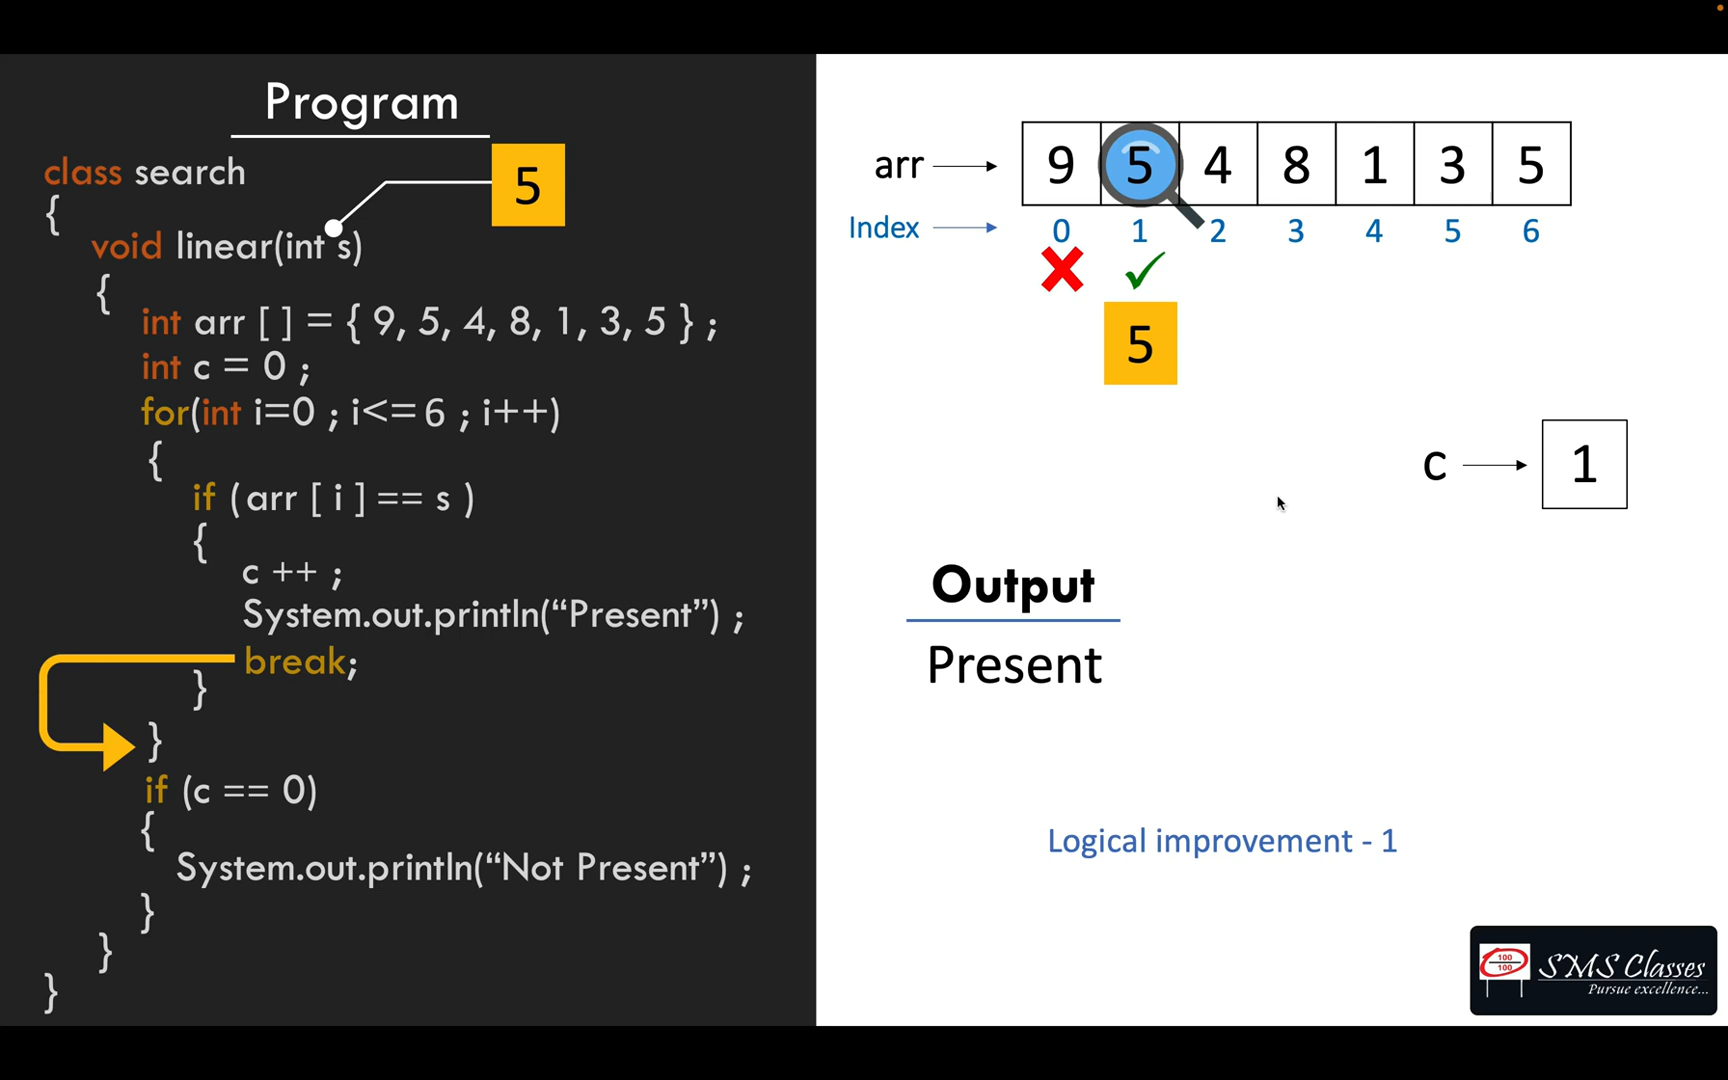 Program
class search
{
5
void linear(int s)
{
int arr [ ] = { 9, 5, 4, 8, 1, 3, 5 } ;
int c = 0 ;
for(int i=0 ; i<= 6 ; i++)
{
if ( arr [ i ] == s )
{
c ++ ;
System.out.println(“Present”) ;
break;
}
}
if (c == 0)
{
System.out.println(“Not Present”) ;
}
}
}
arr 9 5 4 8 1 3 5
Index 0 1 2 3 4 5 6
5
c 1
Output
Present
Logical improvement - 1
100
100
SMS Classes
Pursue excellence...